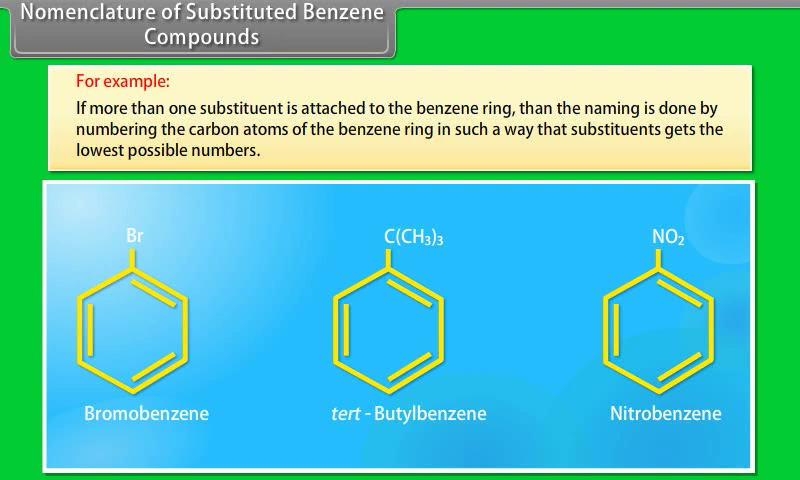 Nomenclature of Substituted Benzene
Compounds
For example:
If more than one substituent is attached to the benzene ring, than the naming is done by
numbering the carbon atoms of the benzene ring in such a way that substituents gets the
lowest possible numbers.
Br
C(CH₃)₃
NO₂
Bromobenzene
tert - Butylbenzene
Nitrobenzene